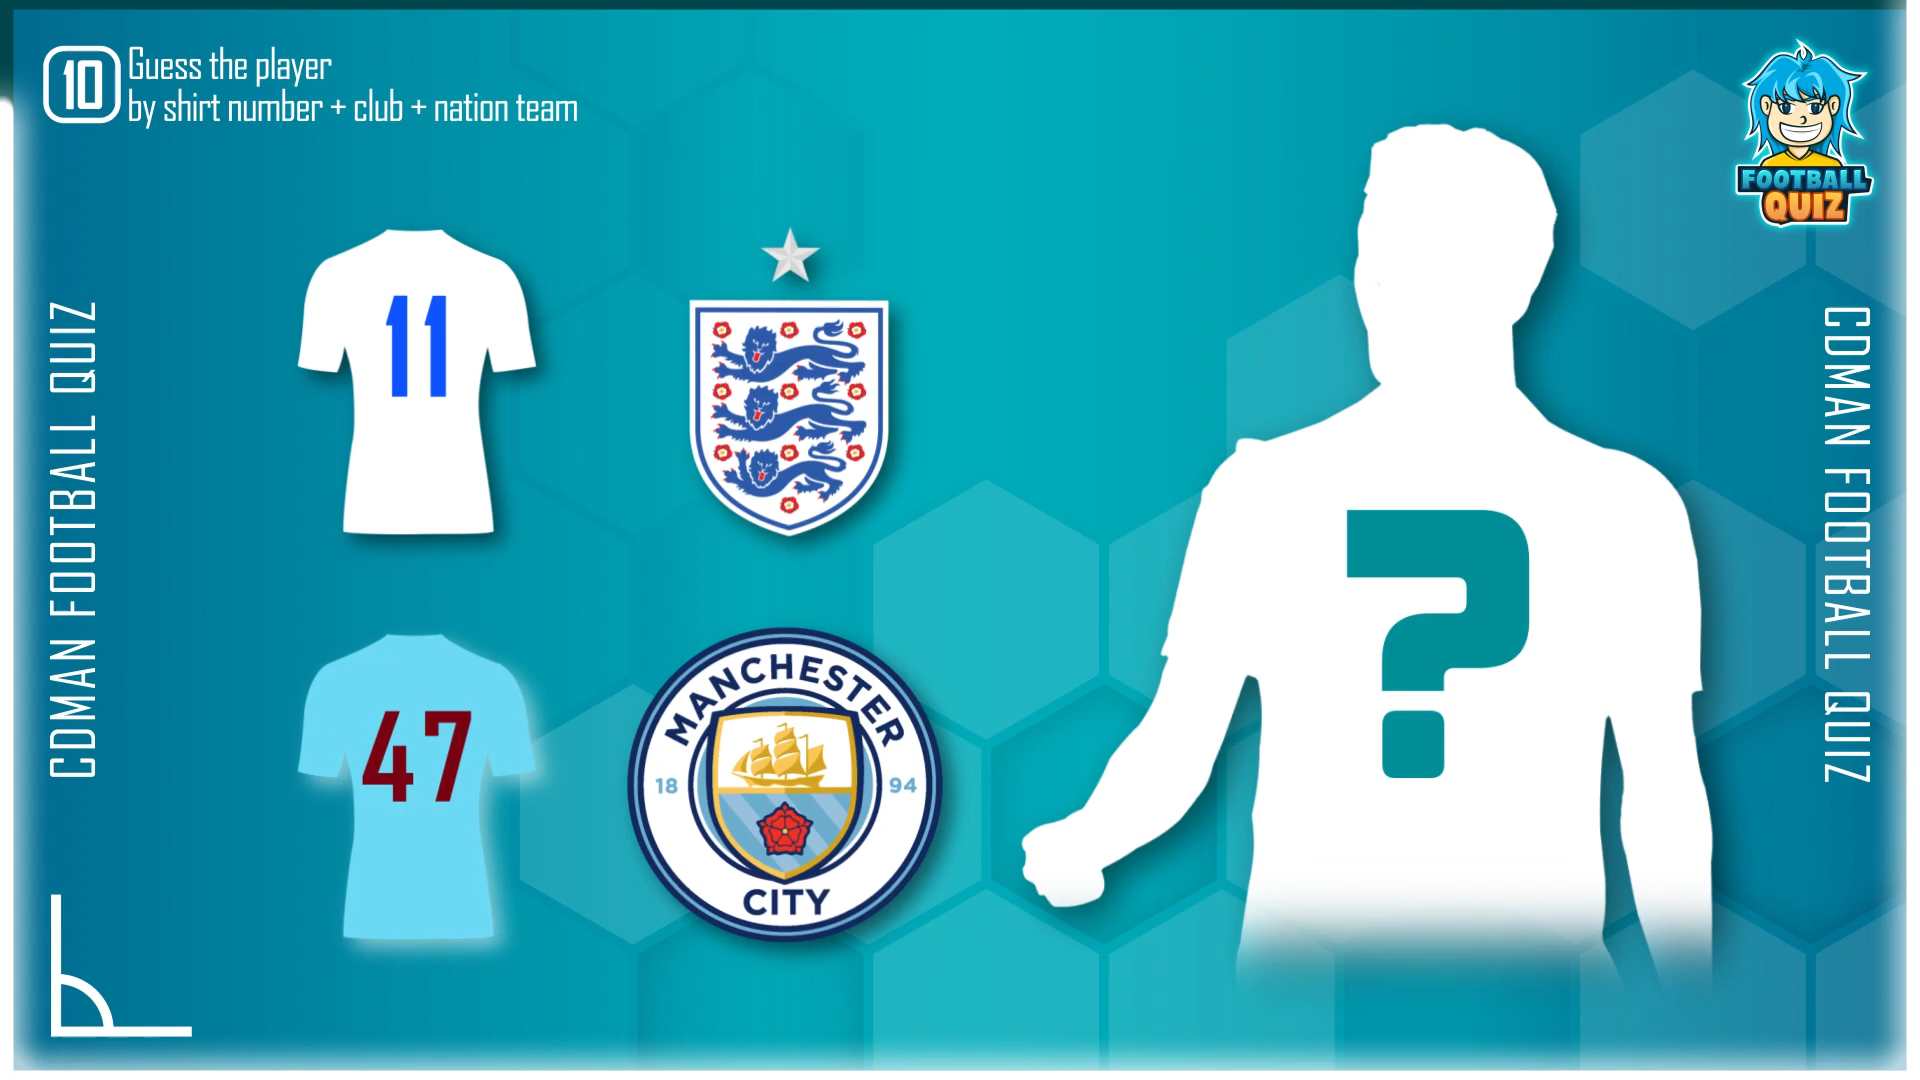 10
Guess the player
by shirt number + club + nation team
FOOTBALL
QUIZ
CDMAN FOOTBALL QUIZ
11
47
MANCHESTER
18 94
CITY
?
CDMAN FOOTBALL QUIZ